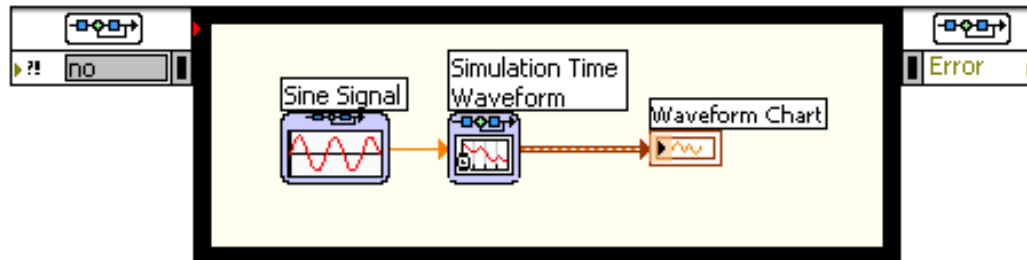 ?! no
Sine Signal
Simulation Time
Waveform
Waveform Chart
Error